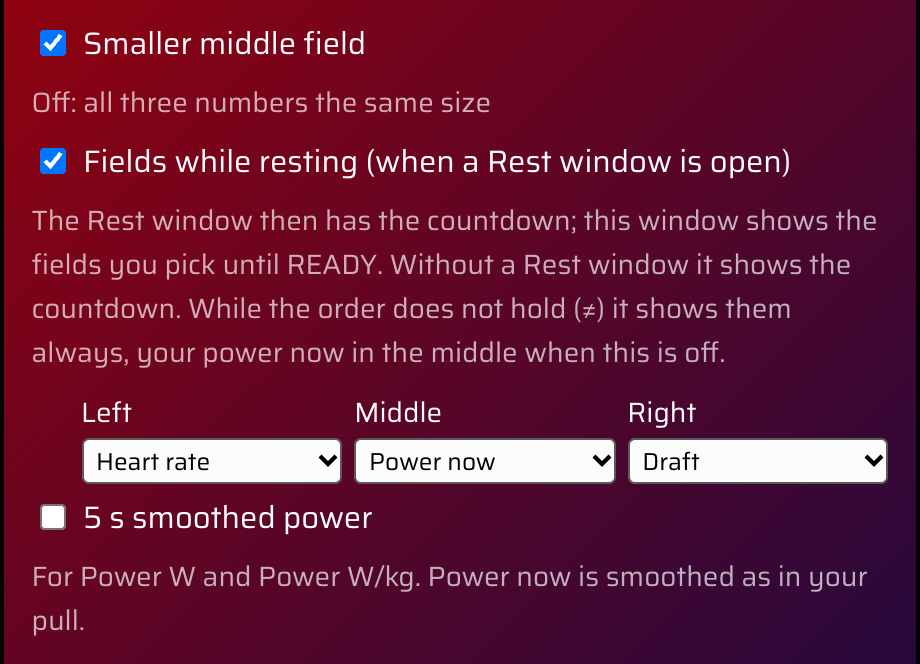 Smaller middle field
Off: all three numbers the same size
Fields while resting (when a Rest window is open)
The Rest window then has the countdown; this window shows the
fields you pick until READY. Without a Rest window it shows the
countdown. While the order does not hold (≠) it shows them
always, your power now in the middle when this is off.
Left Middle Right
Heart rate Power now Draft
5 s smoothed power
For Power W and Power W/kg. Power now is smoothed as in your
pull.